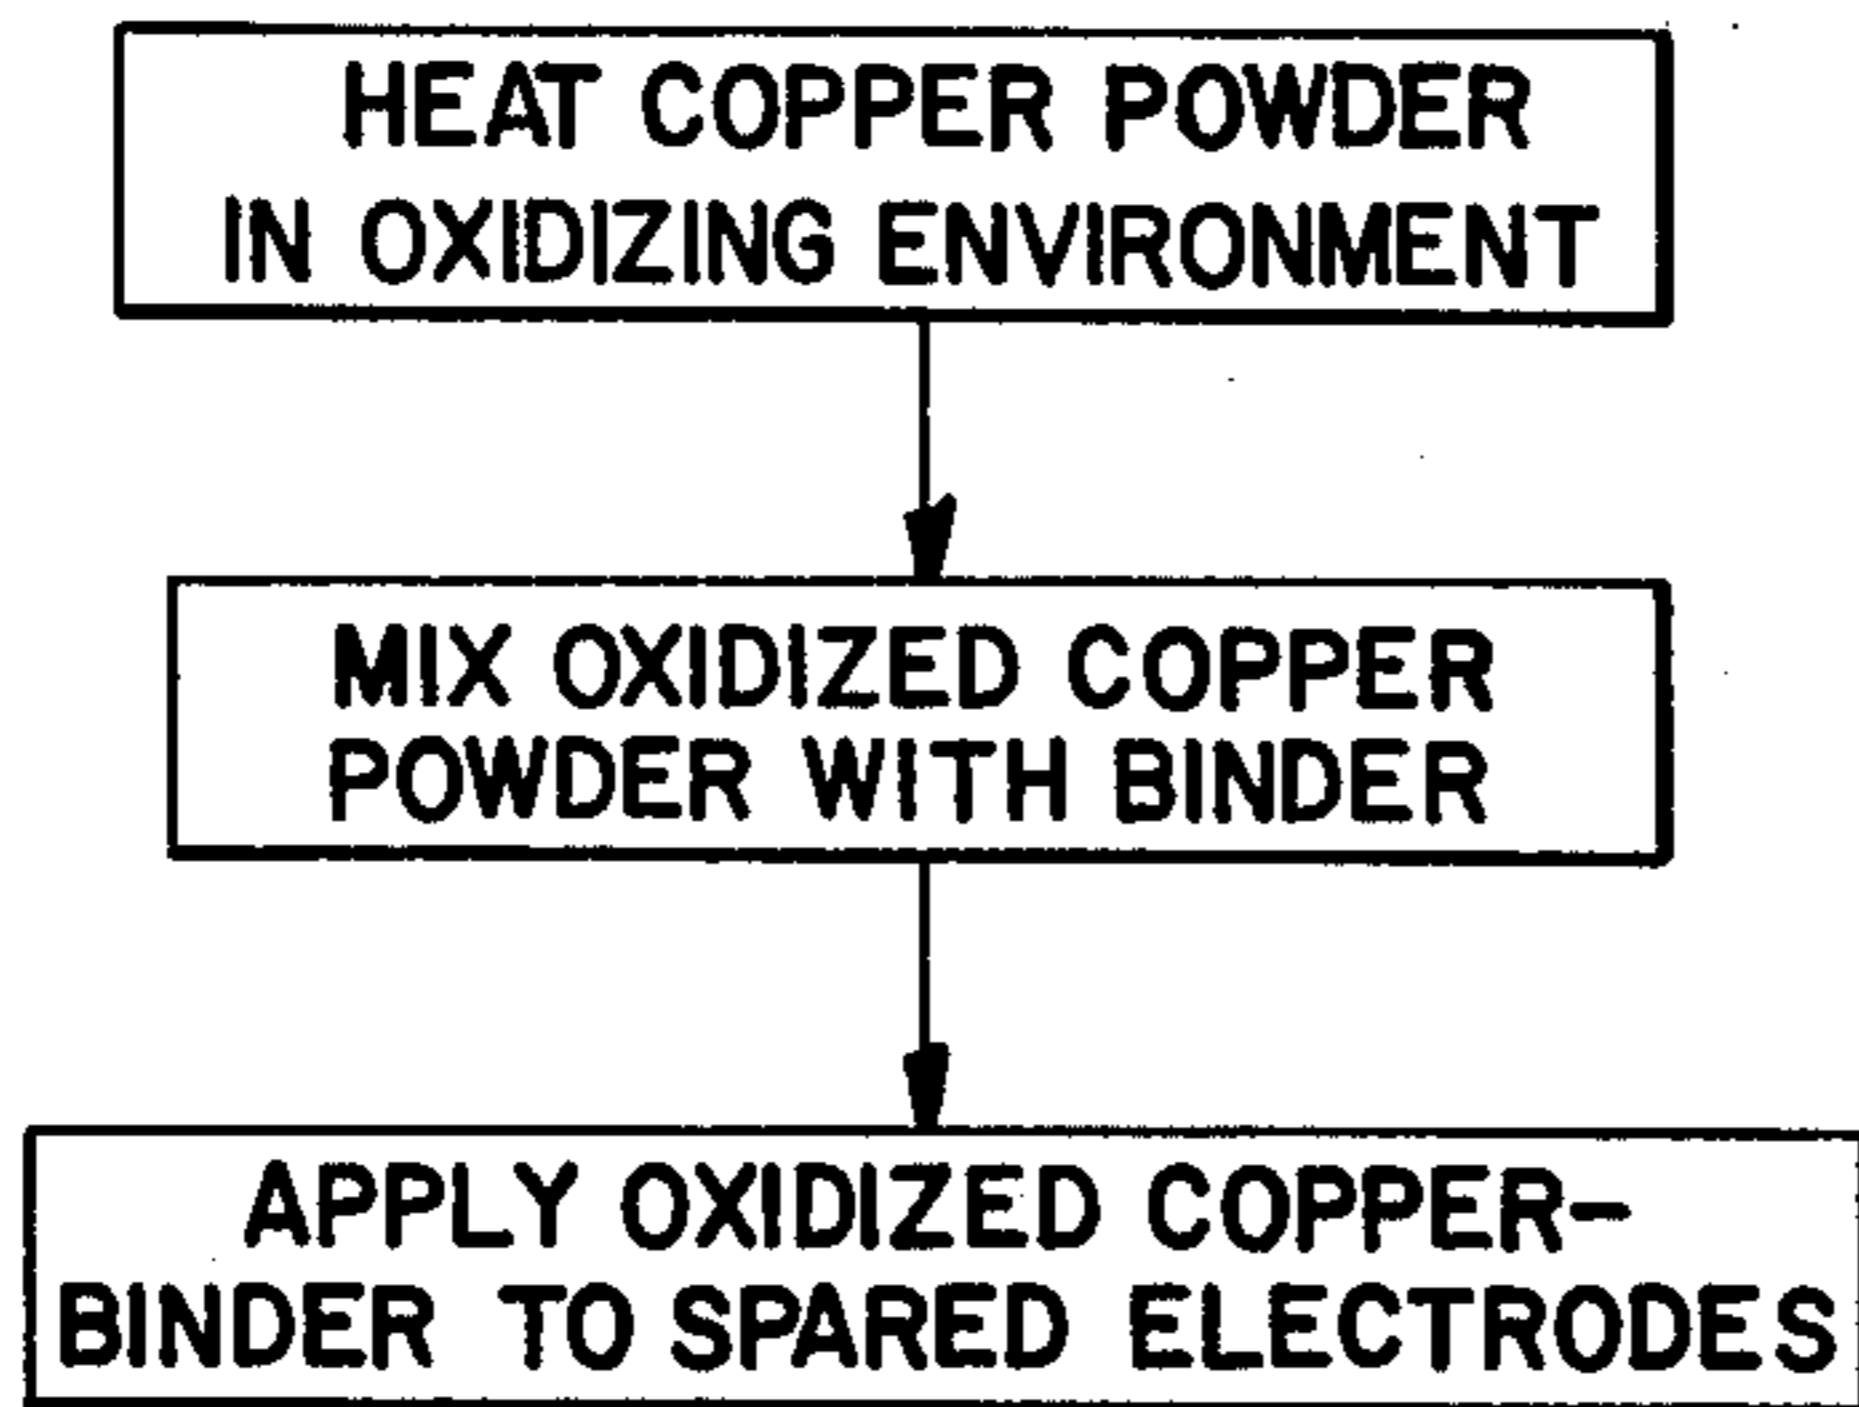 HEAT COPPER POWDER
IN OXIDIZING ENVIRONMENT
MIX OXIDIZED COPPER
POWDER WITH BINDER
APPLY OXIDIZED COPPER-
BINDER TO SPARED ELECTRODES